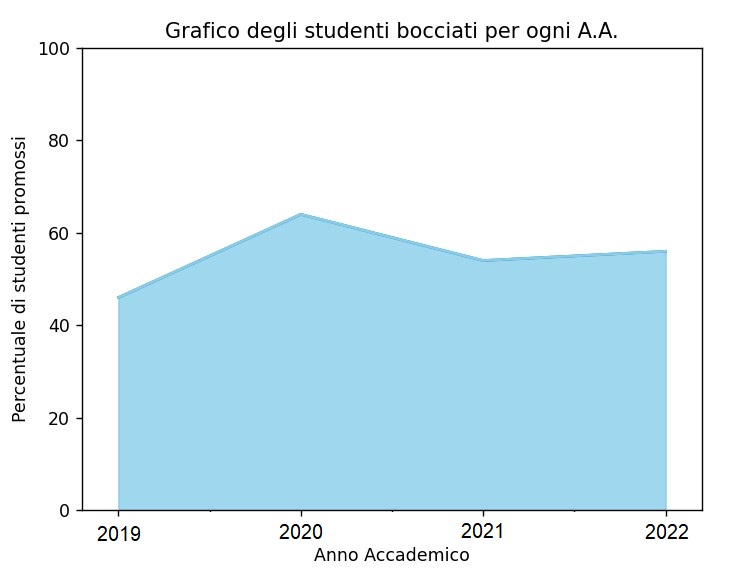 Grafico degli studenti bocciati per ogni A.A.
Percentuale di studenti promossi
100
80
60
40
20
0
2019 2020 2021 2022
Anno Accademico